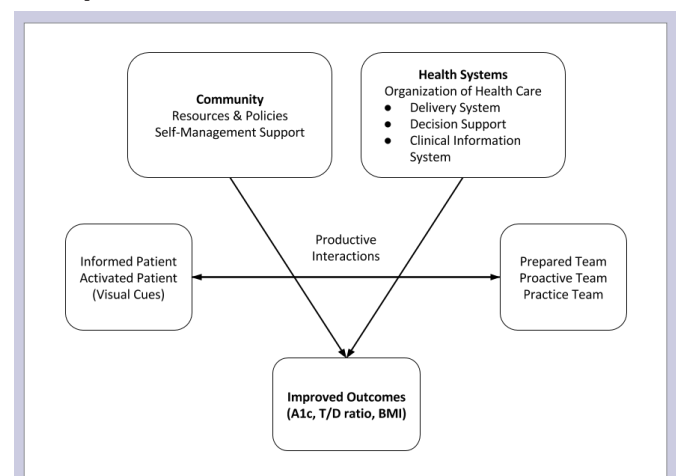 Community
Resources & Policies
Self-Management Support
Health Systems
Organization of Health Care
● Delivery System
● Decision Support
● Clinical Information
System
Productive
Interactions
Informed Patient
Activated Patient
(Visual Cues)
Prepared Team
Proactive Team
Practice Team
Improved Outcomes
(A1c, T/D ratio, BMI)